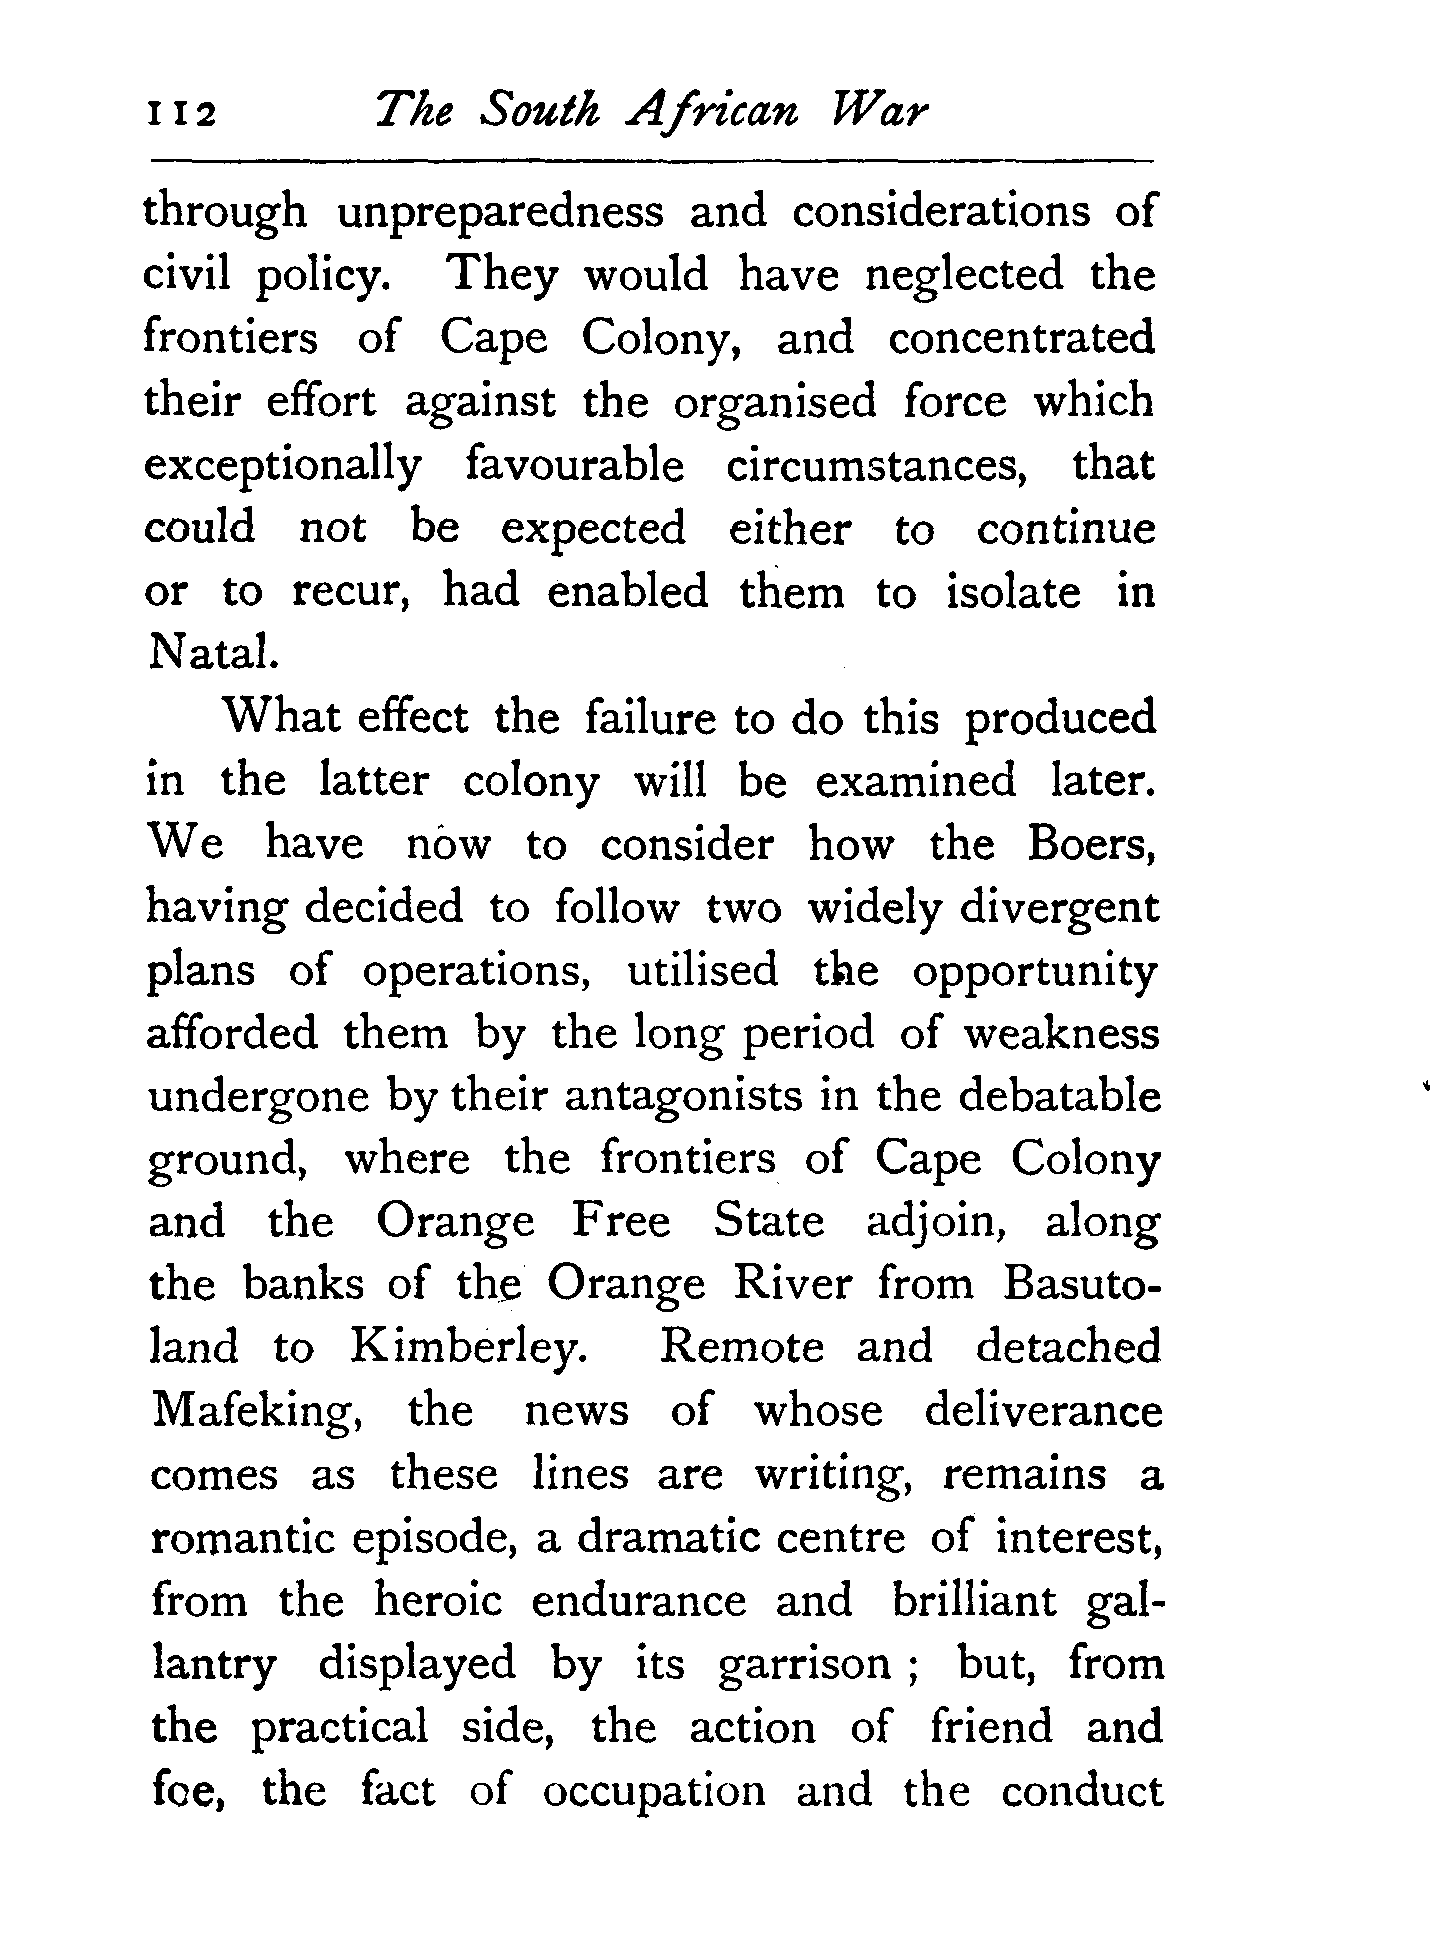 112 The South African War
through unpreparedness and considerations of
civil policy. They would have neglected the
frontiers of Cape Colony, and concentrated
their effort against the organised force which
exceptionally favourable circumstances, that
could not be expected either to continue
or to recur, had enabled them to isolate in
Natal.
What effect the failure to do this produced
in the latter colony will be examined later.
We have now to consider how the Boers,
having decided to follow two widely divergent
plans of operations, utilised the opportunity
afforded them by the long period of weakness
undergone by their antagonists in the debatable
ground, where the frontiers of Cape Colony
and the Orange Free State adjoin, along
the banks of the Orange River from Basuto-
land to Kimberley. Remote and detached
Mafeking, the news of whose deliverance
comes as these lines are writing, remains a
romantic episode, a dramatic centre of interest,
from the heroic endurance and brilliant gal-
lantry displayed by its garrison ; but, from
the practical side, the action of friend and
foe, the fact of occupation and the conduct